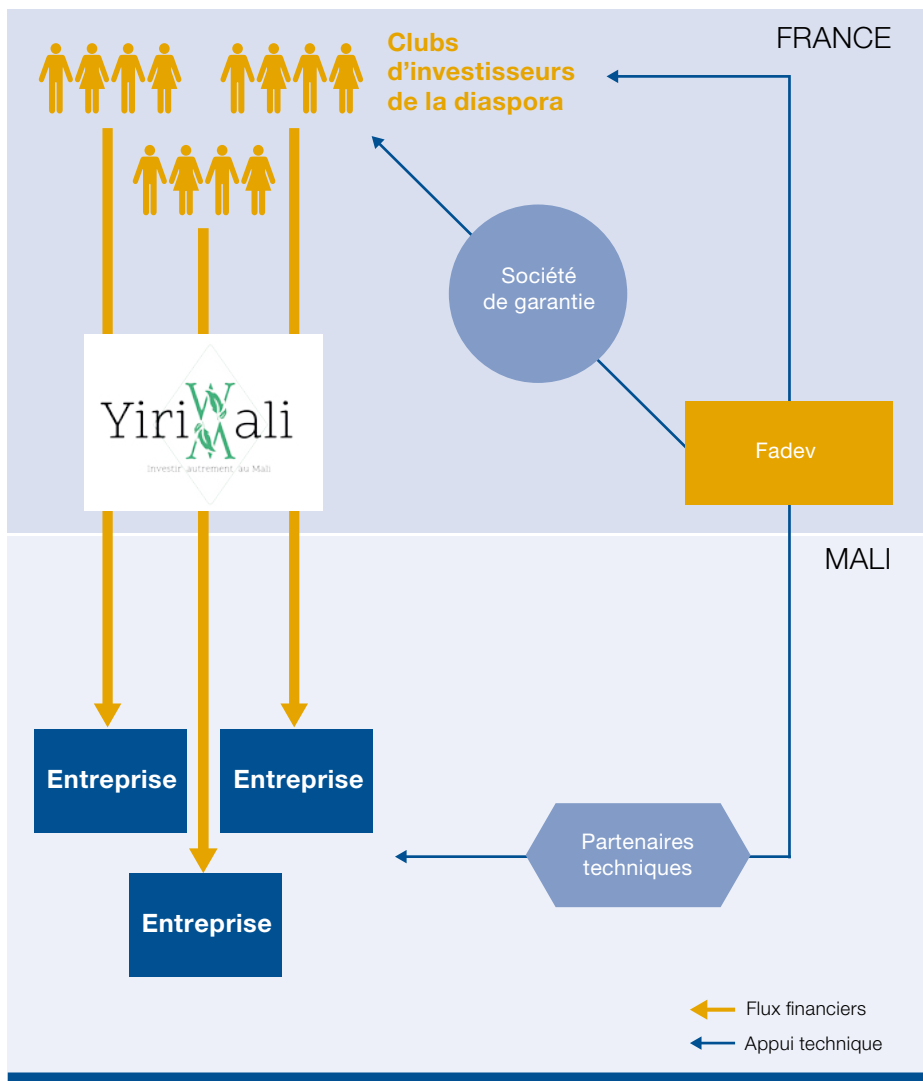 FRANCE
Clubs
d’investisseurs
de la diaspora
Société
de garantie
YiriMali
Investir autrement au Mali
Fadev
MALI
Entreprise
Entreprise
Partenaires
techniques
Entreprise
Flux financiers
Appui technique